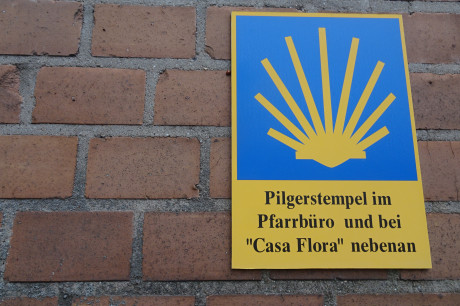 Pilgerstempel im
Pfarrbüro und bei
"Casa Flora" nebenan